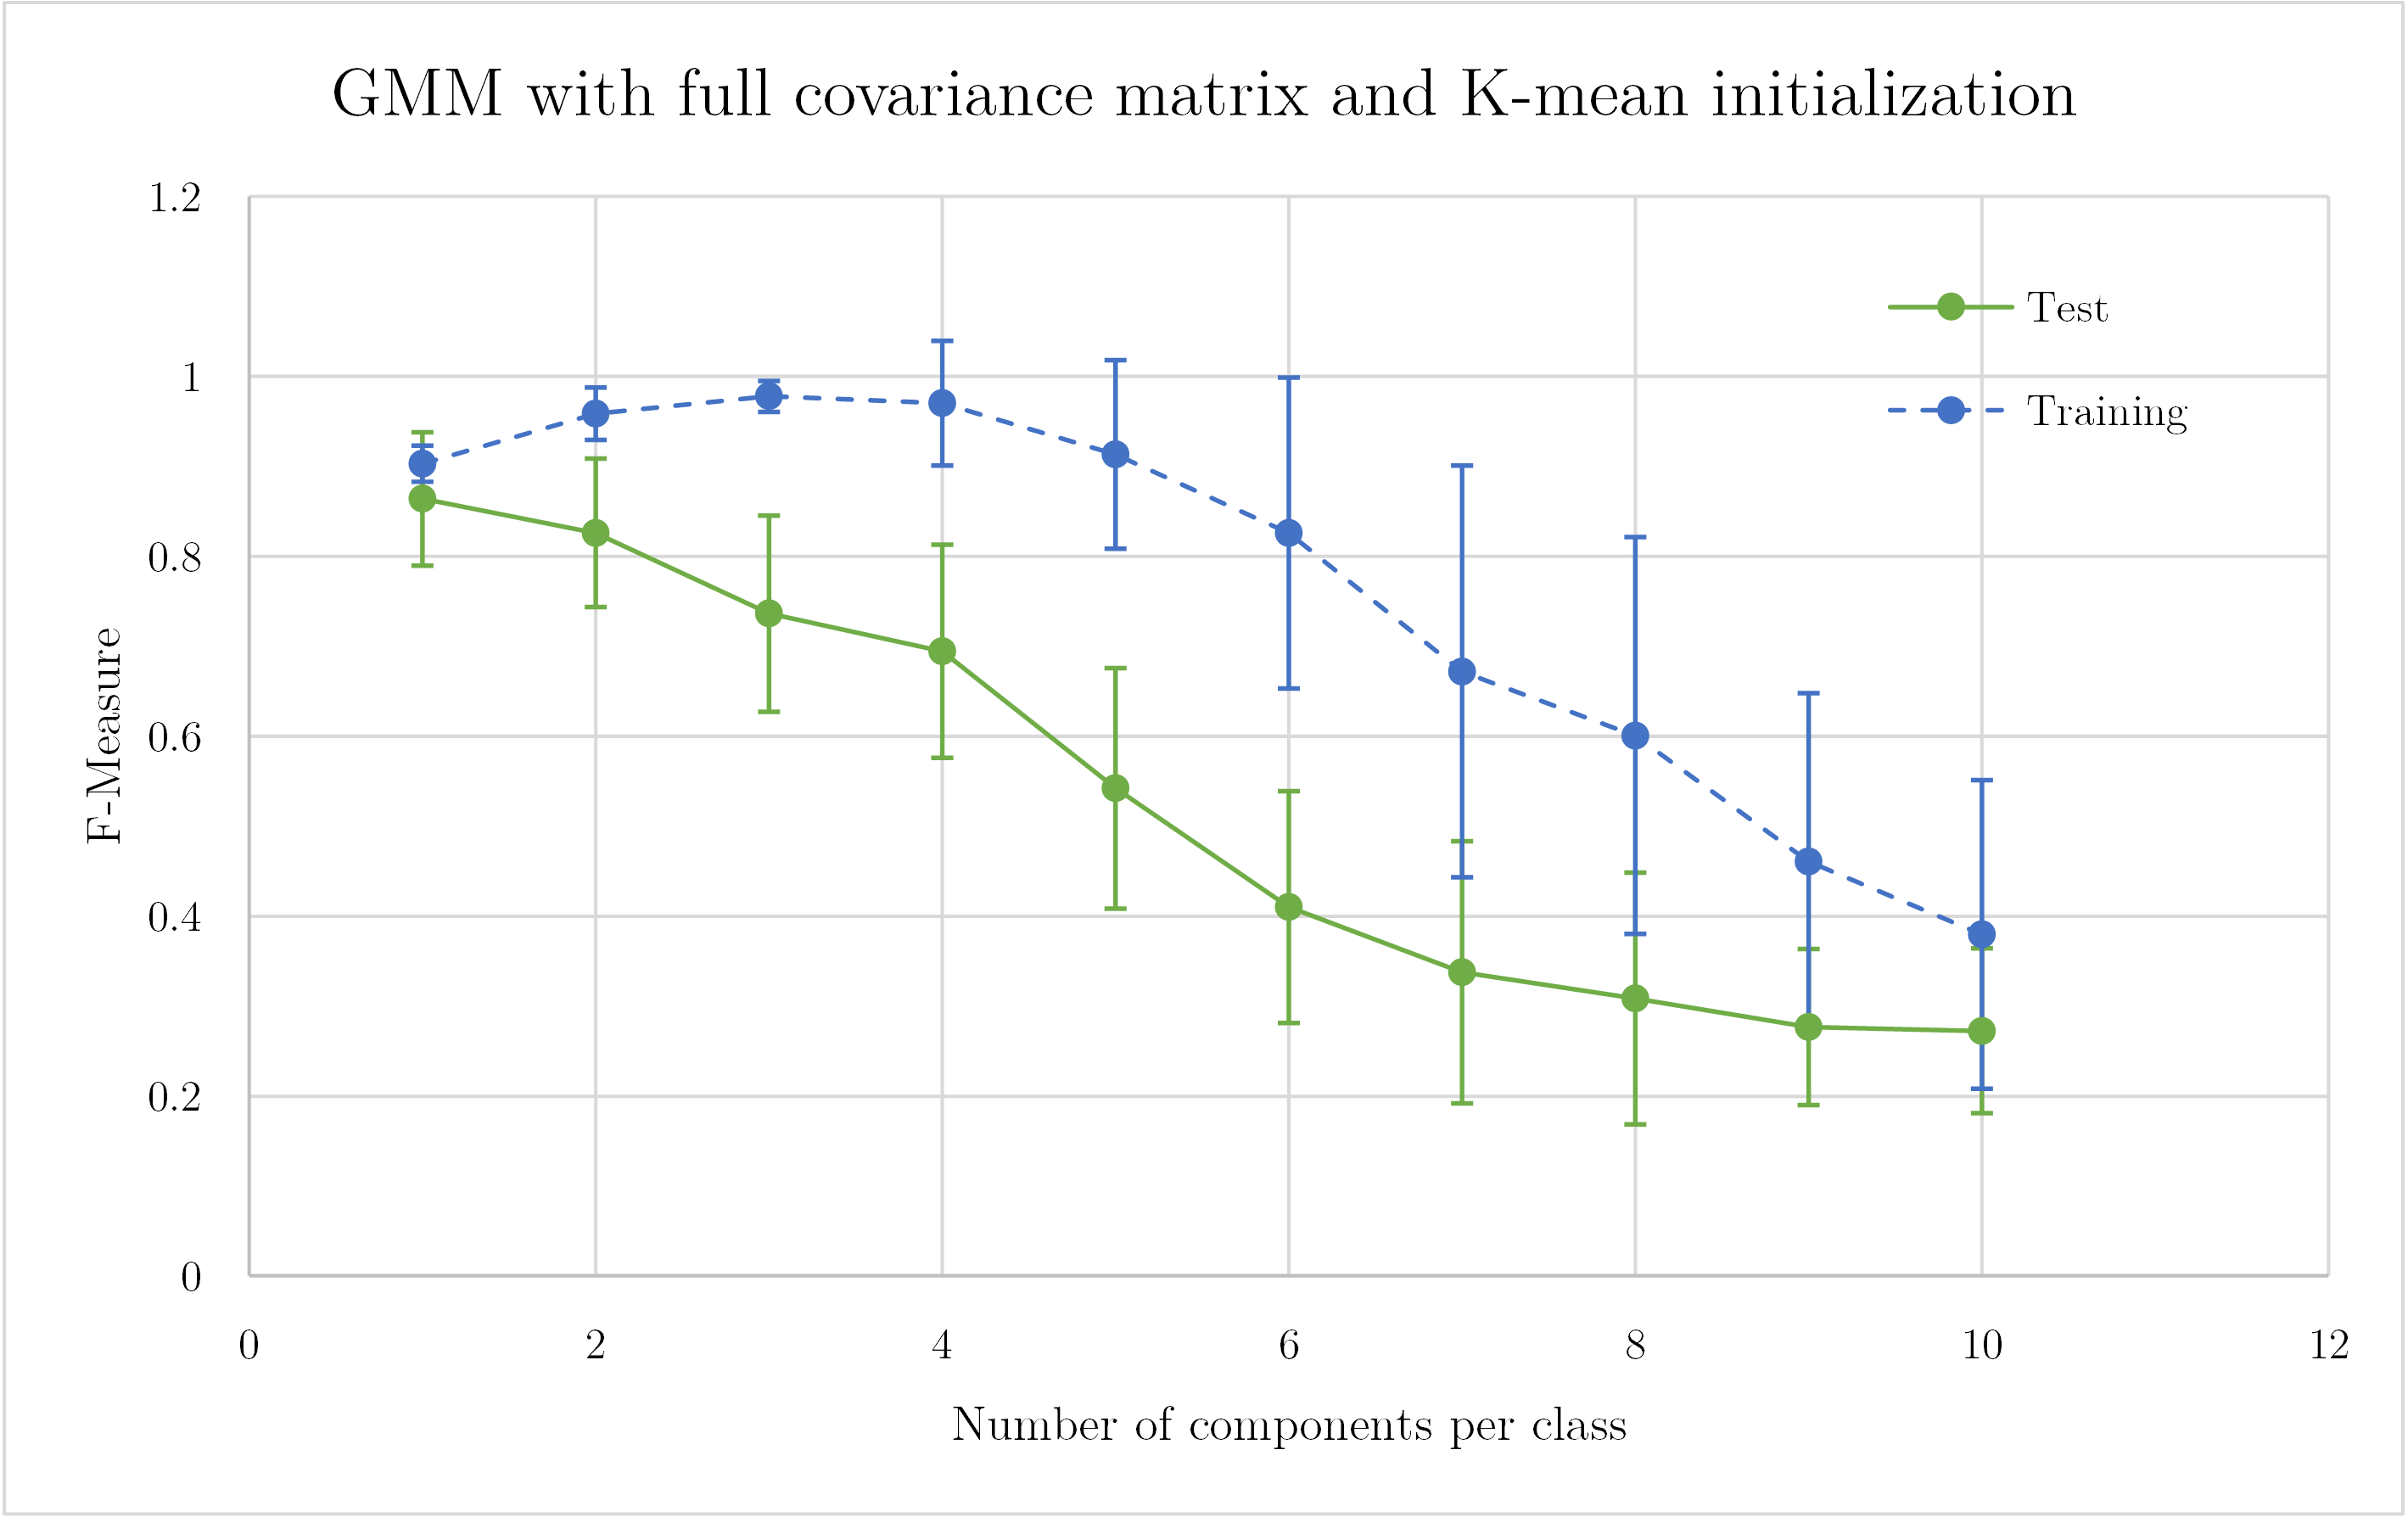 GMM with full covariance matrix and K-mean initialization
1.2
1
0.8
0.6
0.4
0.2
0
F-Measure
Test
Training
0 2 4 6 8 10 12
Number of components per class